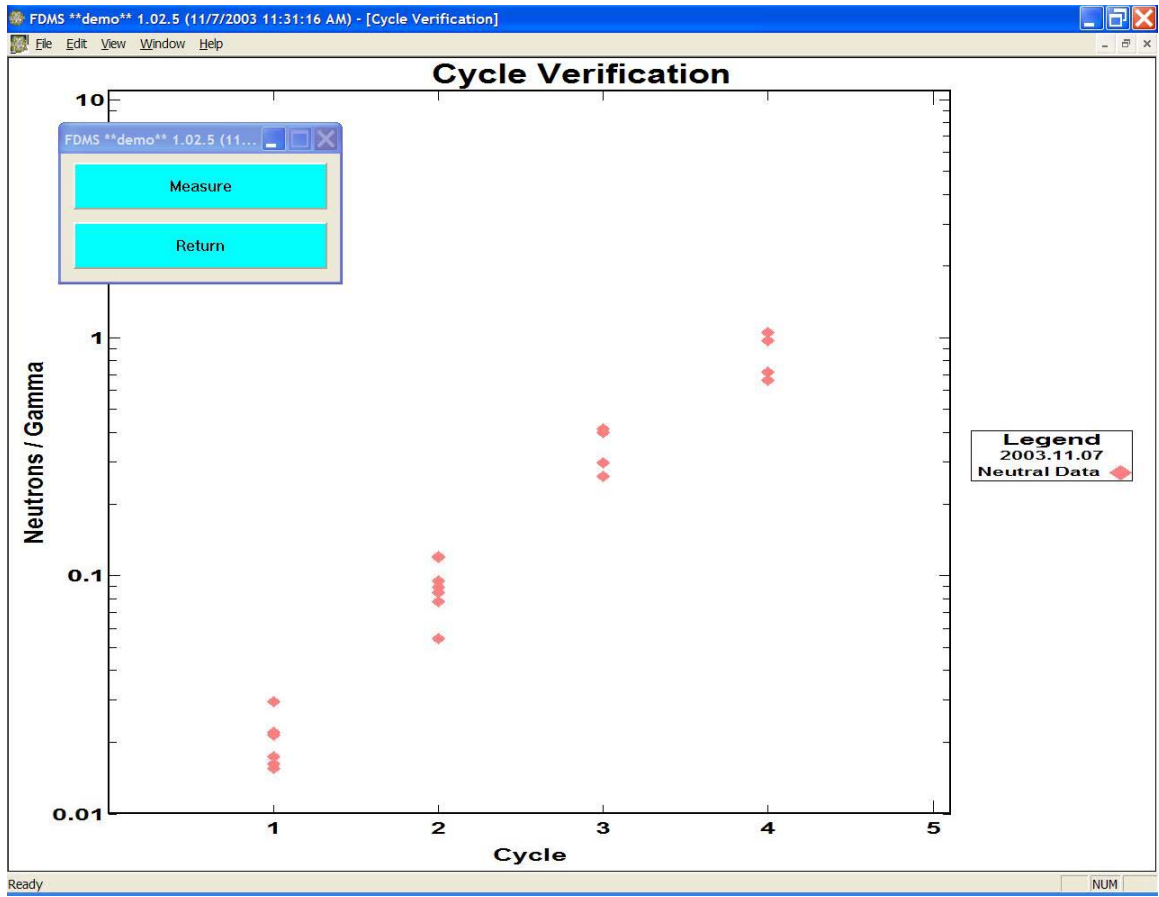 FDMS **demo** 1.02.5 (11/7/2003 11:31:16 AM) - [Cycle Verification]
File Edit View Window Help
Cycle Verification
10
FDMS **demo** 1.02.5 (11...
Measure
Return
1
Neutrons / Gamma
Legend
2003.11.07
Neutral Data
0.1
0.01
1 2 3 4 5
Cycle
Ready NUM